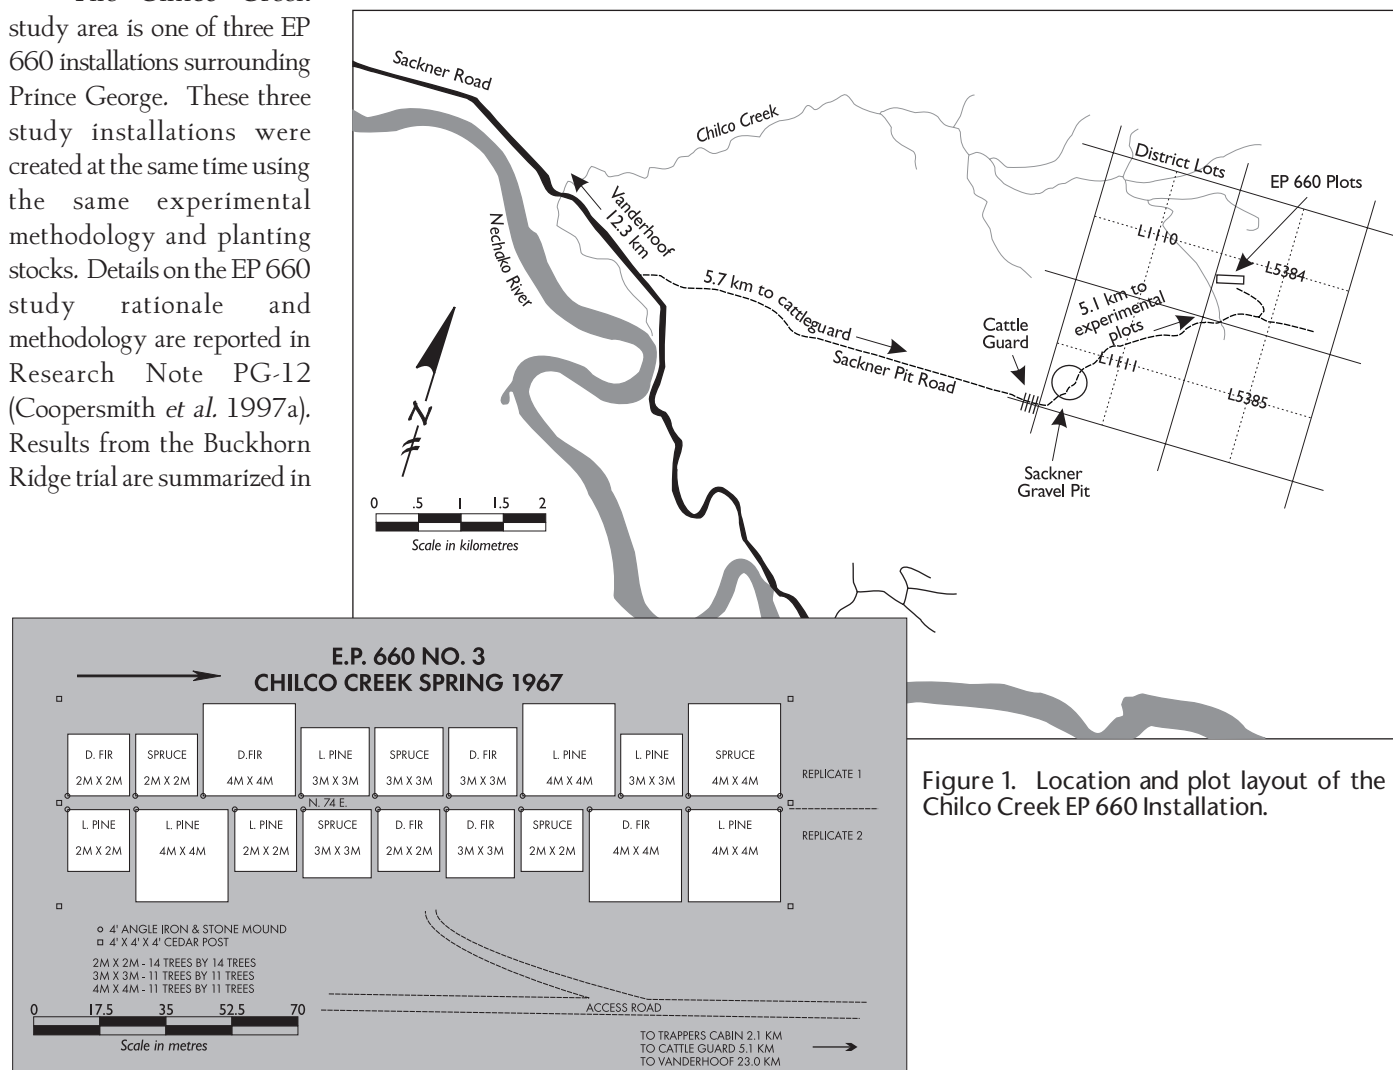 study area is one of three EP
660 installations surrounding
Prince George. These three
study installations were
created at the same time using
the same experimental
methodology and planting
stocks. Details on the EP 660
study rationale and
methodology are reported in
Research Note PG-12
(Coopersmith et al. 1997a).
Results from the Buckhorn
Ridge trial are summarized in
Sackner Road
Chilco Creek
District Lots
EP 660 Plots
Vanderhoof
12.3 km
Nechako River
L1110
L5384
5.7 km to cattleguard
5.1 km to
experimental
plots
Cattle
Guard
Sackner Pit Road
L1111
L5385
Sackner
Gravel Pit
N
0 .5 1 1.5 2
Scale in kilometres
E.P. 660 NO. 3
CHILCO CREEK SPRING 1967
D. FIR SPRUCE D.FIR L. PINE SPRUCE D. FIR L. PINE L. PINE SPRUCE
2M X 2M 2M X 2M 4M X 4M 3M X 3M 3M X 3M 3M X 3M 4M X 4M 3M X 3M 4M X 4M
REPLICATE 1
N. 74 E.
L. PINE L. PINE L. PINE SPRUCE D. FIR D. FIR SPRUCE D. FIR L. PINE
2M X 2M 4M X 4M 2M X 2M 3M X 3M 2M X 2M 3M X 3M 2M X 2M 4M X 4M 4M X 4M
REPLICATE 2
4' ANGLE IRON & STONE MOUND
4' X 4' X 4' CEDAR POST
2M X 2M - 14 TREES BY 14 TREES
3M X 3M - 11 TREES BY 11 TREES
4M X 4M - 11 TREES BY 11 TREES
0 17.5 35 52.5 70
Scale in metres
ACCESS ROAD
TO TRAPPERS CABIN 2.1 KM
TO CATTLE GUARD 5.1 KM
TO VANDERHOOF 23.0 KM
Figure 1. Location and plot layout of the
Chilco Creek EP 660 Installation.